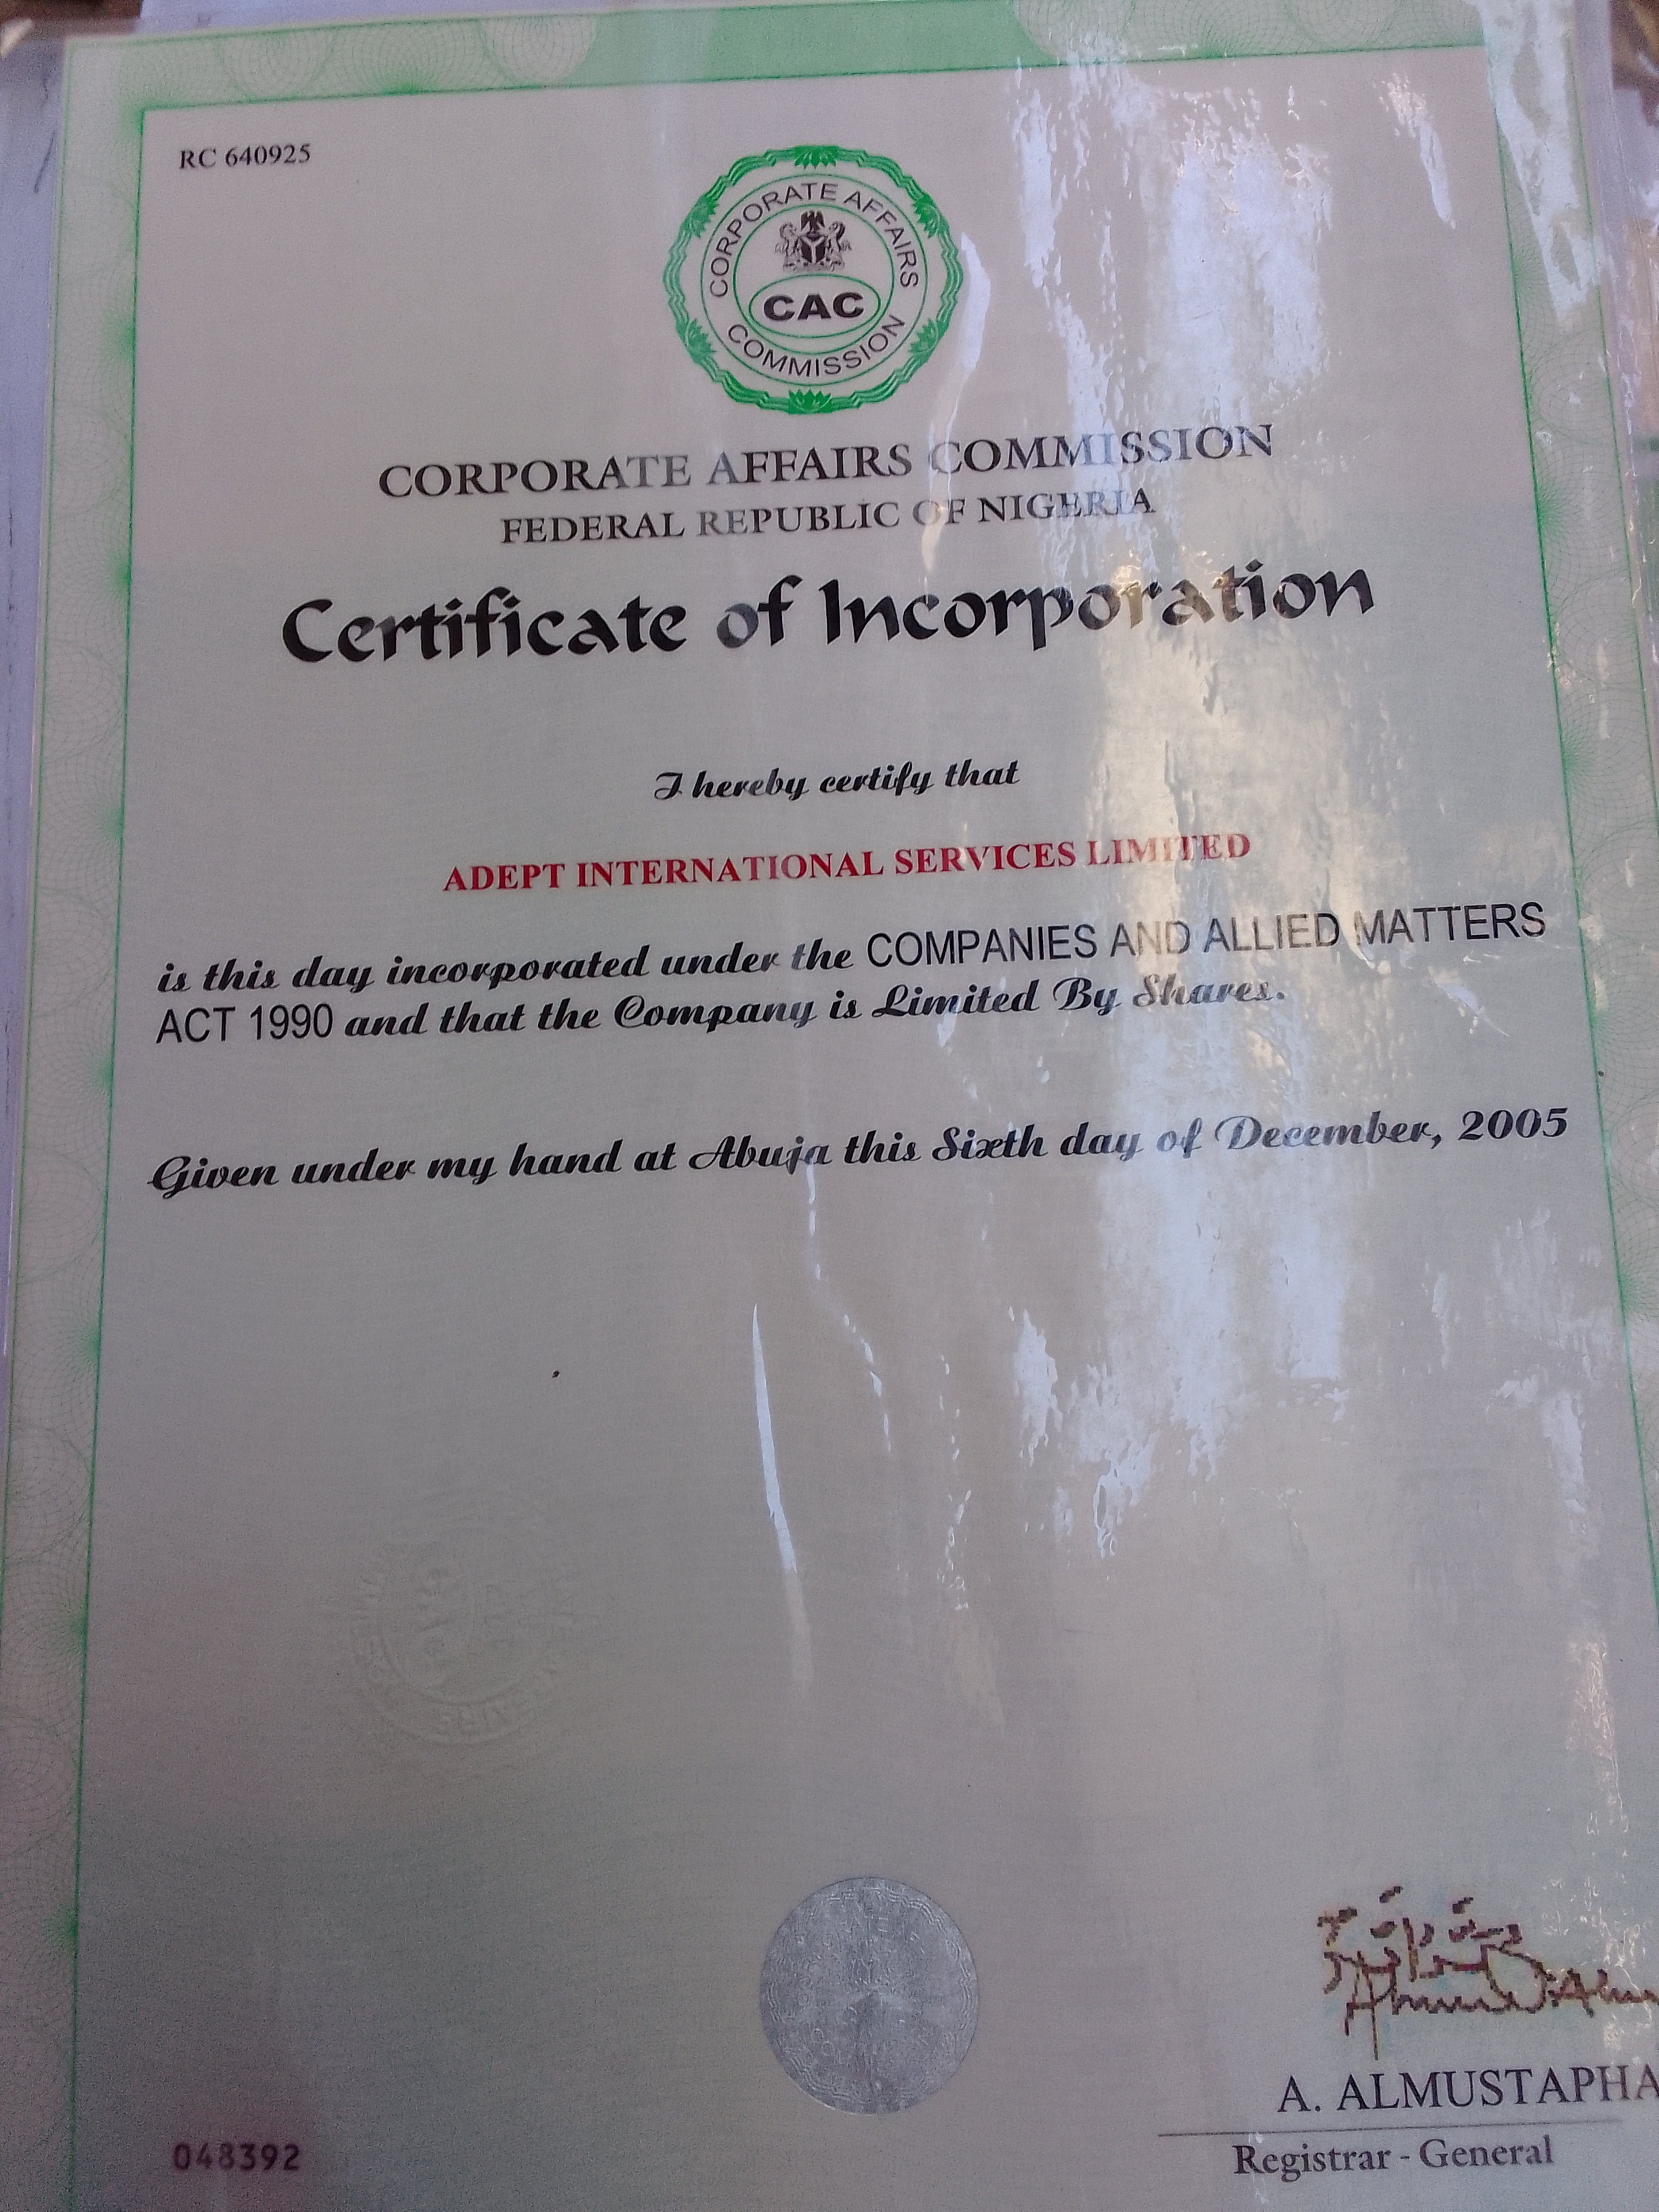 RC 640925
CORPORATE AFFAIRS
CAC
COMMISSION
CORPORATE AFFAIRS COMMISSION
FEDERAL REPUBLIC OF NIGERIA
Certificate of Incorporation
I hereby certify that
ADEPT INTERNATIONAL SERVICES LIMITED
is this day incorporated under the COMPANIES AND ALLIED MATTERS
ACT 1990 and that the Company is Limited By Shares.
Given under my hand at Abuja this Sixth day of December, 2005
A. ALMUSTAPHA
Registrar - General
048392